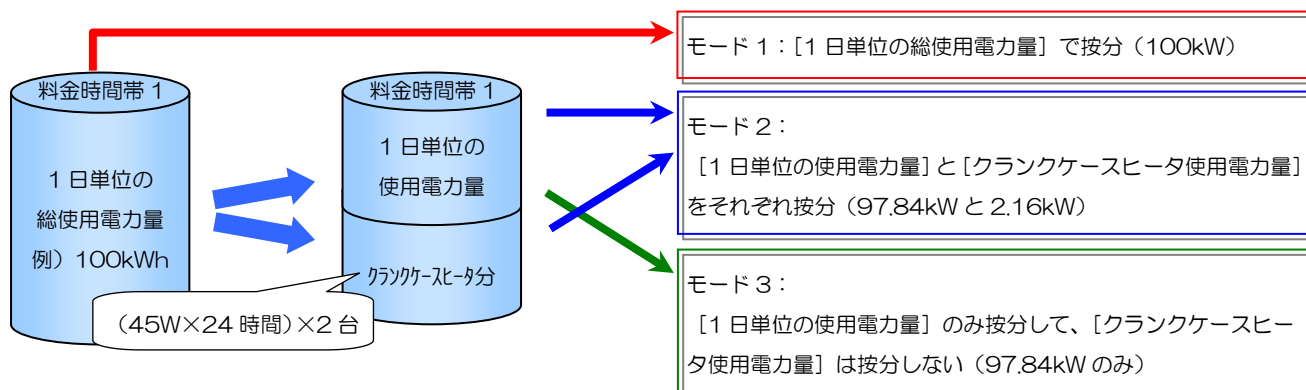 料金時間帯 1
1 日単位の
総使用電力量
例）100kWh
料金時間帯 1
1 日単位の
使用電力量
ｸﾗﾝｸｹｰｽﾋｰﾀ分
（45W×24 時間）×2 台
モード 1：[1 日単位の総使用電力量］で按分（100kW）
モード 2：
［1 日単位の使用電力量］と［クランクケースヒータ使用電力量］
をそれぞれ按分（97.84kW と 2.16kW）
モード 3：
［1 日単位の使用電力量］のみ按分して、［クランクケースヒー
タ使用電力量］は按分しない（97.84kW のみ）